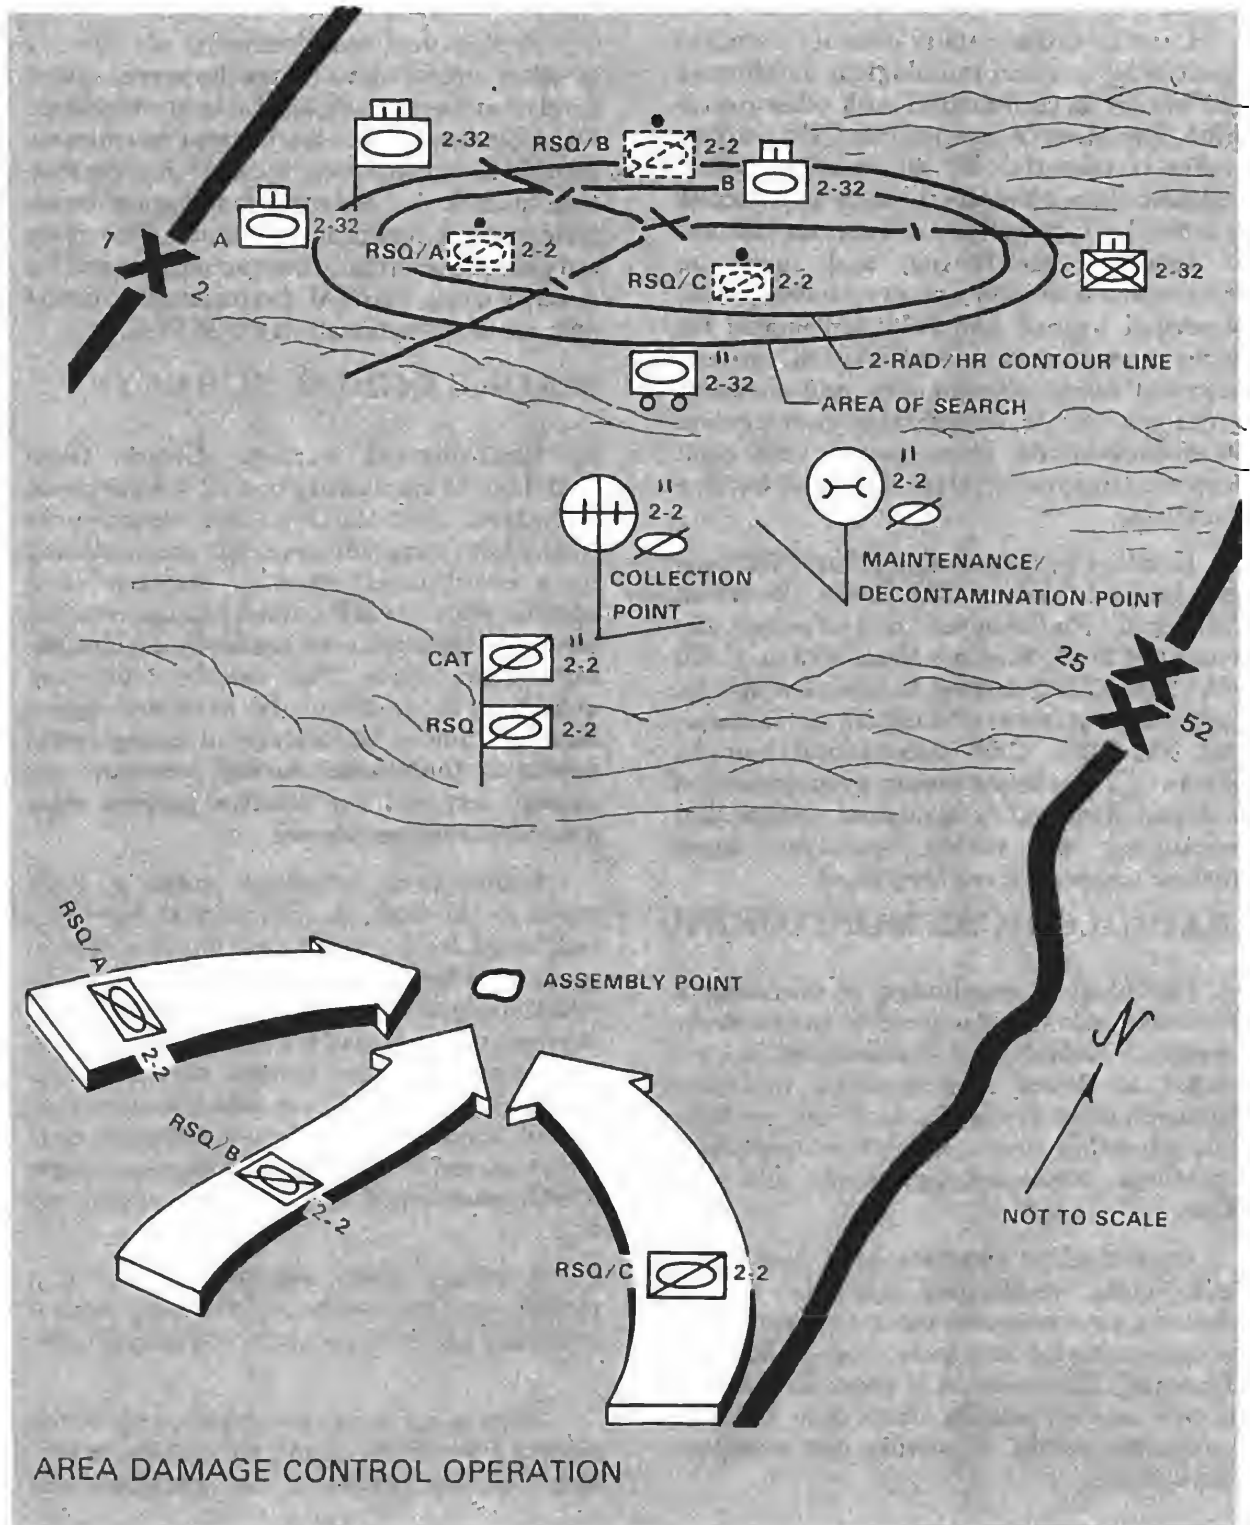 2-32
RSQ/B
2-2
B
2-32
A
2-32
RSQ/A
2-2
RSQ/C
2-2
C
2-32
1
2
2-RAD/HR CONTOUR LINE
2-32
AREA OF SEARCH
2-2
2-2
COLLECTION
POINT
MAINTENANCE/
DECONTAMINATION POINT
CAT
2-2
RSQ
2-2
25
52
RSQ/A
2-2
ASSEMBLY POINT
N
RSQ/B
2-2
NOT TO SCALE
RSQ/C
2-2
AREA DAMAGE CONTROL OPERATION